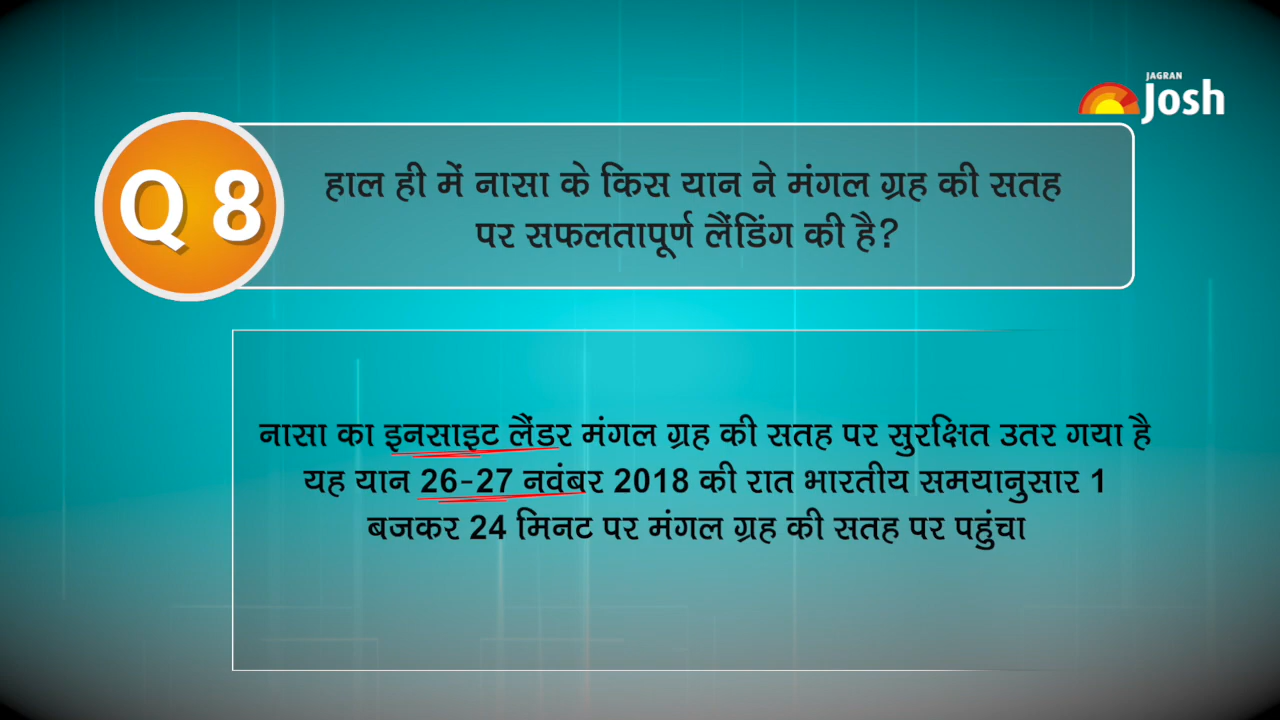 JAGRAN
Josh
Q 8
हाल ही में नासा के किस यान ने मंगल ग्रह की सतह
पर सफलतापूर्ण लैंडिंग की है?
नासा का इनसाइट लैंडर मंगल ग्रह की सतह पर सुरक्षित उतर गया है
यह यान 26-27 नवंबर 2018 की रात भारतीय समयानुसार 1
बजकर 24 मिनट पर मंगल ग्रह की सतह पर पहुंचा